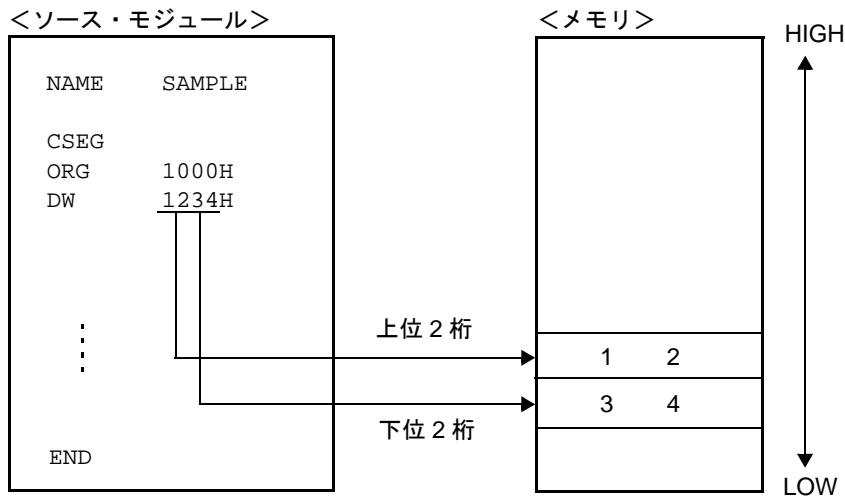 ＜ソース・モジュール＞
NAME SAMPLE
CSEG
ORG 1000H
DW 1234H
END
上位 2 桁
下位 2 桁
＜メモリ＞
1 2
3 4
HIGH
LOW